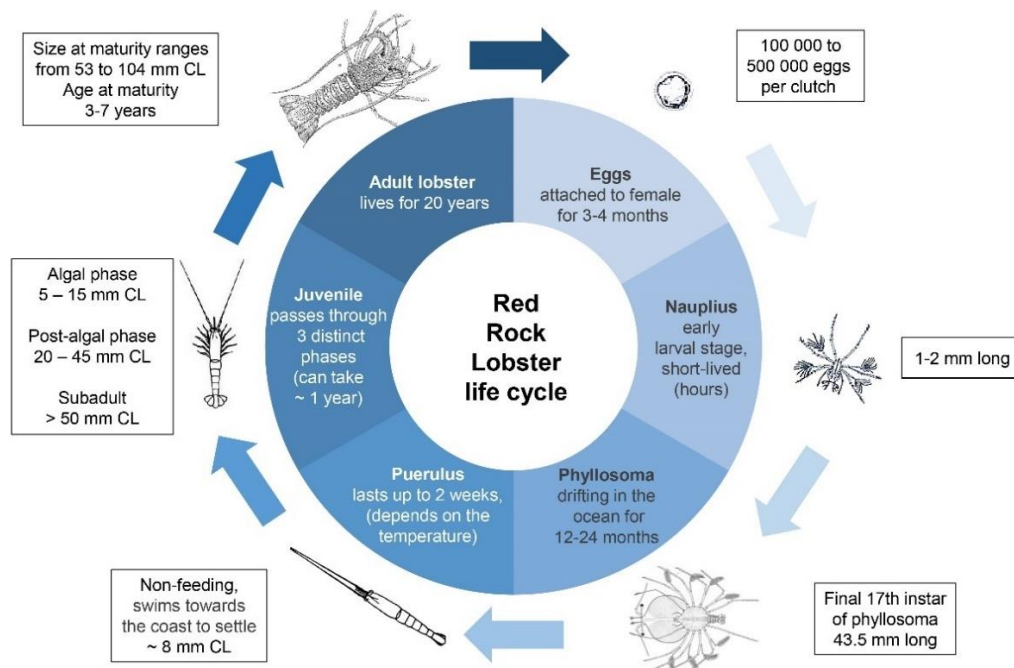 Size at maturity ranges
from 53 to 104 mm CL
Age at maturity
3-7 years
100 000 to
500 000 eggs
per clutch
Adult lobster
lives for 20 years
Eggs
attached to female
for 3-4 months
Algal phase
5 – 15 mm CL
Post-algal phase
20 – 45 mm CL
Subadult
> 50 mm CL
Juvenile
passes through
3 distinct
phases
(can take
~ 1 year)
Red
Rock
Lobster
life cycle
Nauplius
early
larval stage,
short-lived
(hours)
1-2 mm long
Puerulus
lasts up to 2 weeks,
(depends on the
temperature)
Phyllosoma
drifting in the
ocean for
12-24 months
Non-feeding,
swims towards
the coast to settle
~ 8 mm CL
Final 17th instar
of phyllosoma
43.5 mm long